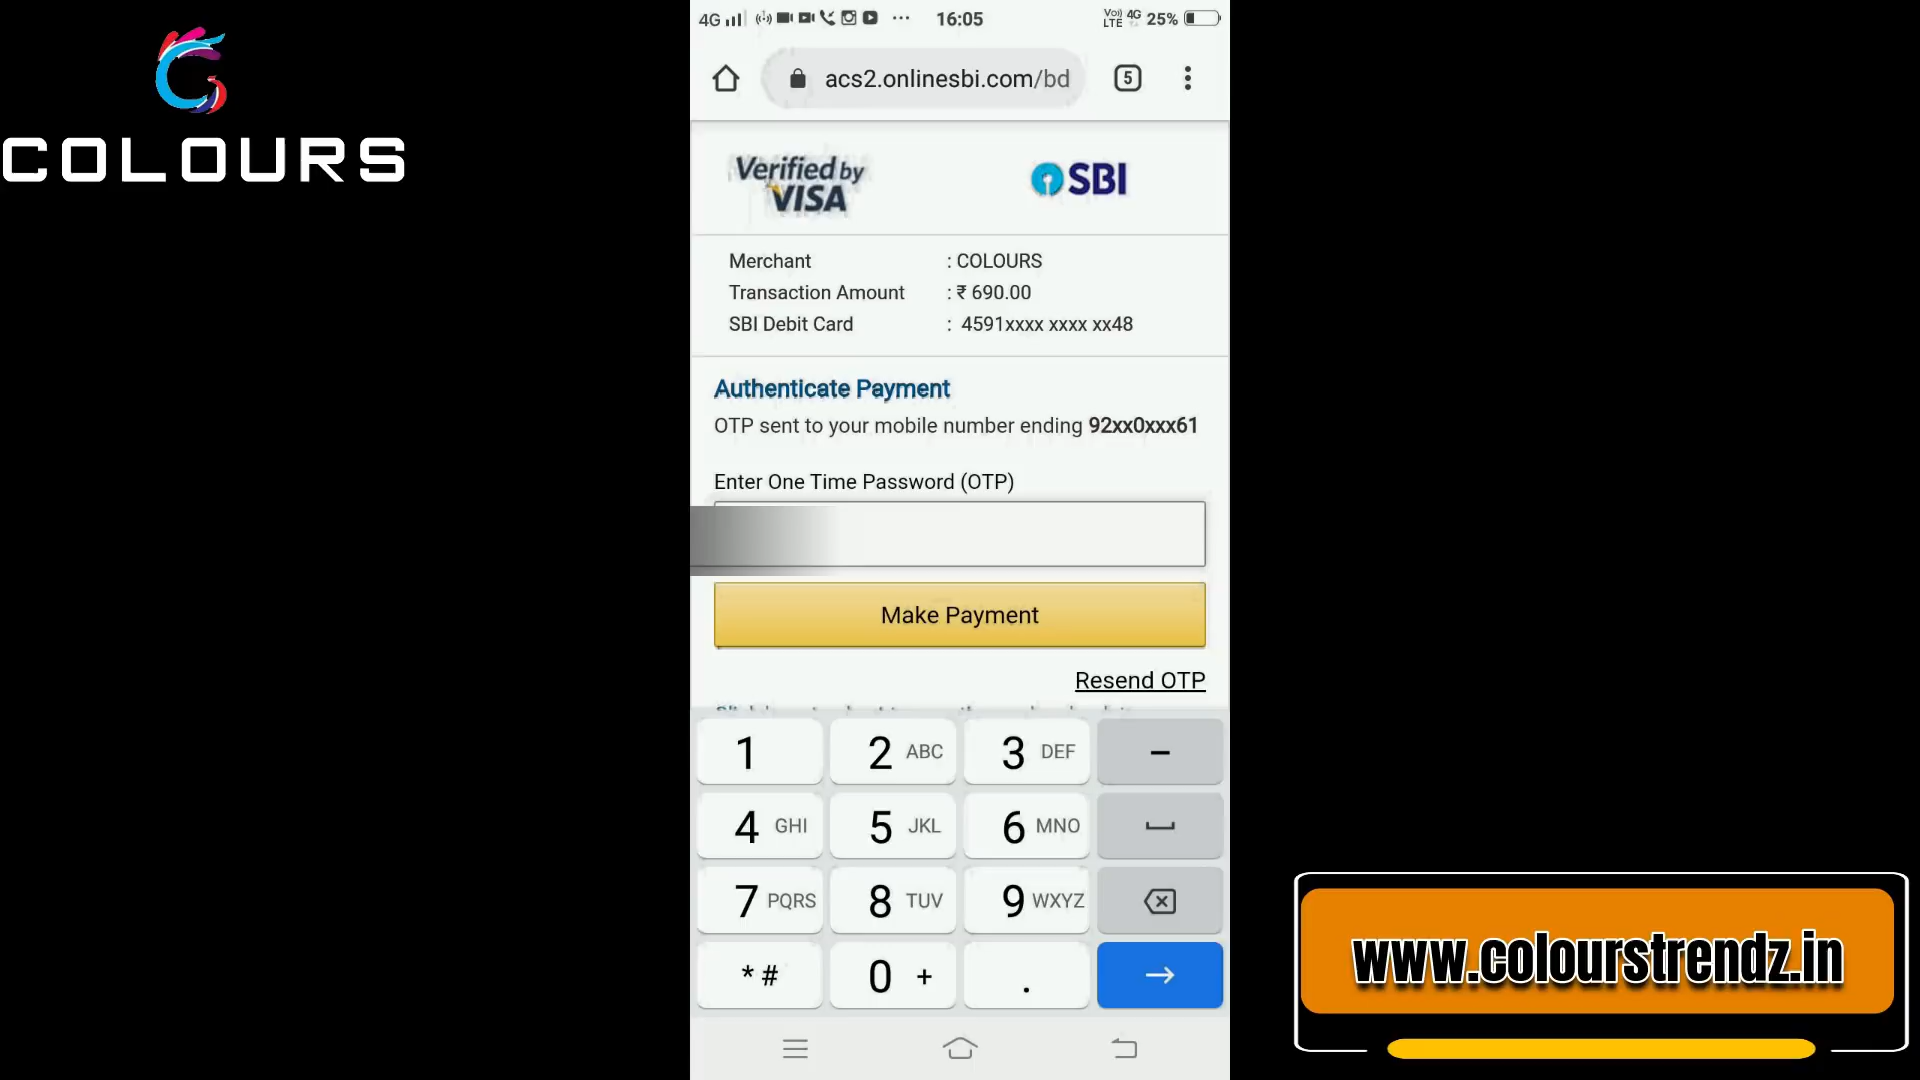 COLOURS
4G 16:05 Voi) LTE 4G 25%
acs2.onlinesbi.com/bd 5
Verified by
VISA
SBI
Merchant : COLOURS
Transaction Amount : ₹ 690.00
SBI Debit Card : 4591xxxx xxxx xx48
Authenticate Payment
OTP sent to your mobile number ending 92xx0xxx61
Enter One Time Password (OTP)
Make Payment
Resend OTP
1 2 ABC 3 DEF –
4 GHI 5 JKL 6 MNO
7 PQRS 8 TUV 9 WXYZ
* # 0 + .
www.colourstrendz.in